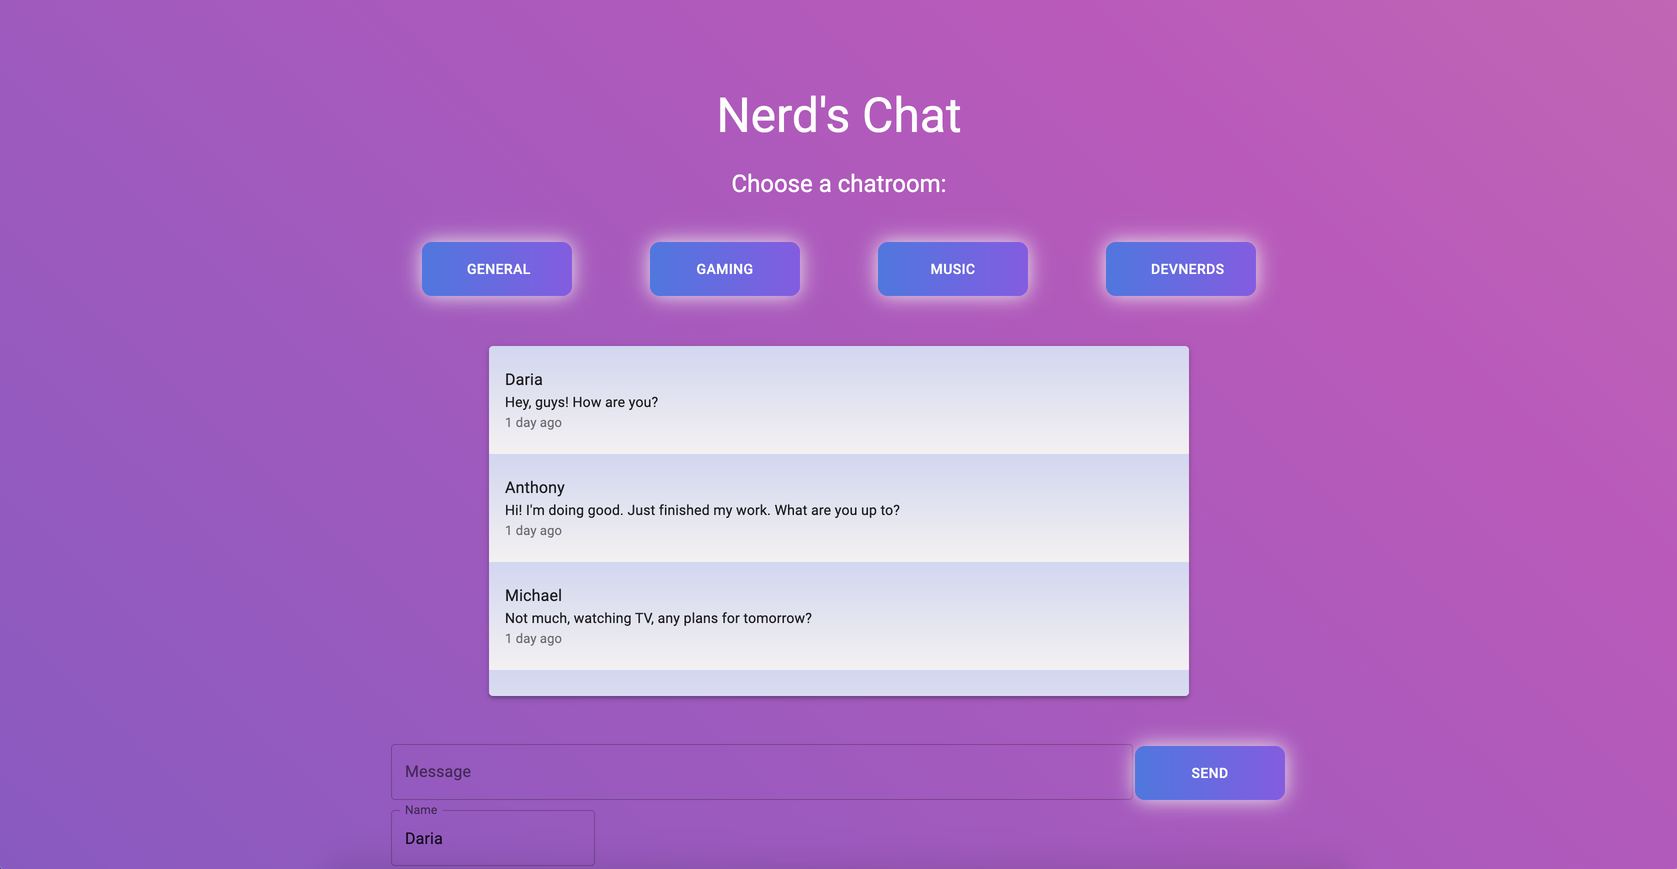 Nerd's Chat
Choose a chatroom:
GENERAL
GAMING
MUSIC
DEVNERDS
Daria
Hey, guys! How are you?
1 day ago
Anthony
Hi! I'm doing good. Just finished my work. What are you up to?
1 day ago
Michael
Not much, watching TV, any plans for tomorrow?
1 day ago
Message
SEND
Name
Daria